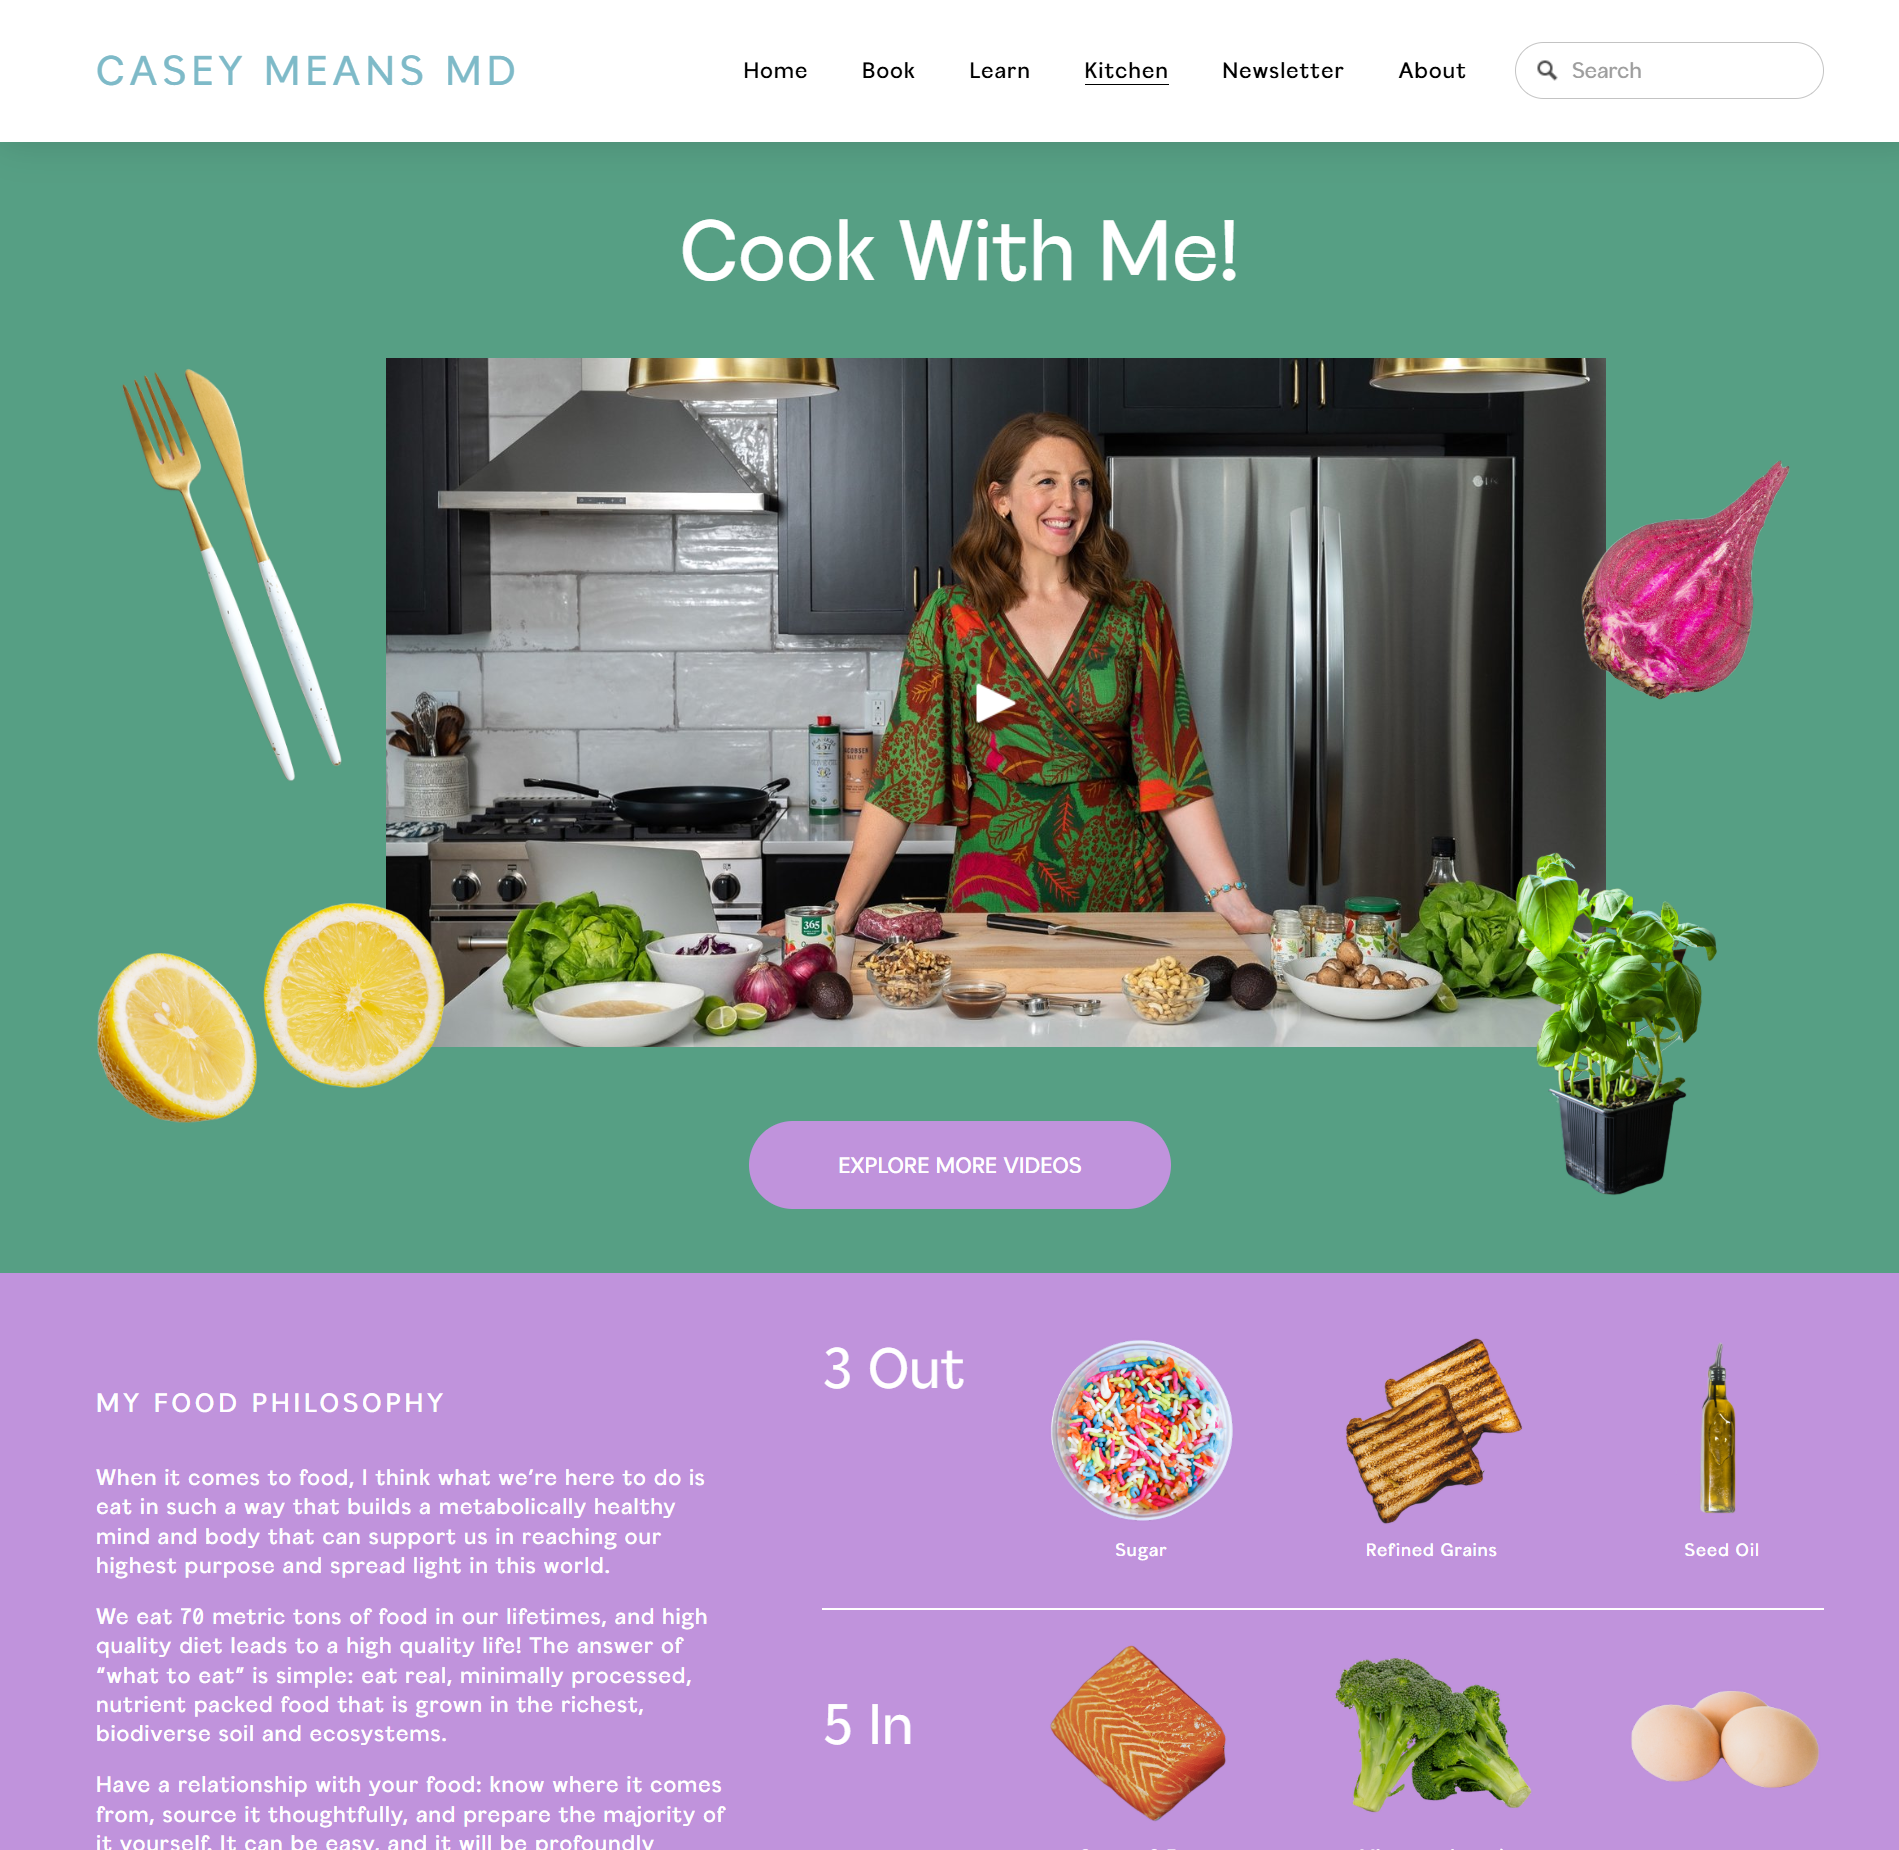 CASEY MEANS MD
Home Book Learn Kitchen Newsletter About Search
Cook With Me!
365
EXPLORE MORE VIDEOS
MY FOOD PHILOSOPHY
When it comes to food, I think what we’re here to do is
eat in such a way that builds a metabolically healthy
mind and body that can support us in reaching our
highest purpose and spread light in this world.
We eat 70 metric tons of food in our lifetimes, and high
quality diet leads to a high quality life! The answer of
“what to eat” is simple: eat real, minimally processed,
nutrient packed food that is grown in the richest,
biodiverse soil and ecosystems.
Have a relationship with your food: know where it comes
from, source it thoughtfully, and prepare the majority of
it yourself. It can be easy, and it will be profoundly
3 Out
Sugar Refined Grains Seed Oil
5 In